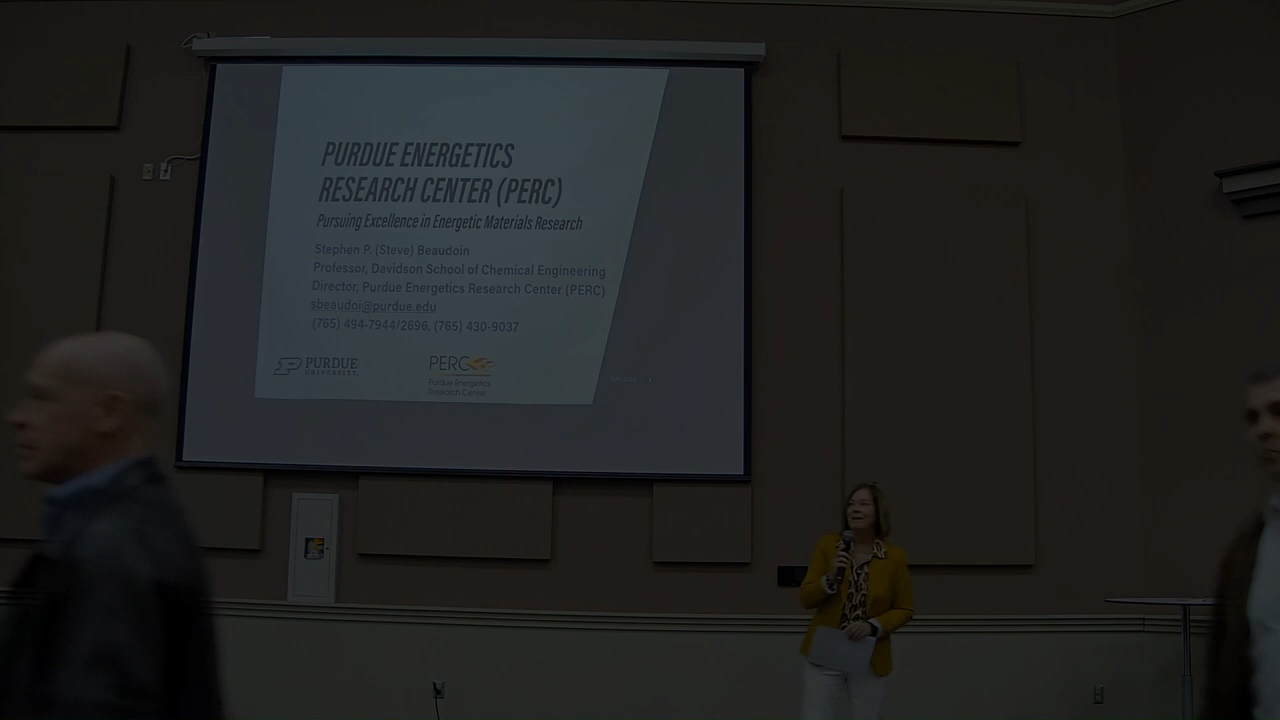 PURDUE ENERGETICS
RESEARCH CENTER (PERC)
Pursuing Excellence in Energetic Materials Research
Stephen P. (Steve) Beaudoin
Professor, Davidson School of Chemical Engineering
Director, Purdue Energetics Research Center (PERC)
sbeaudoi@purdue.edu
(765) 494-7944/2696, (765) 430-9037
PURDUE
UNIVERSITY.
PERC
Purdue Energetics
Research Center
1